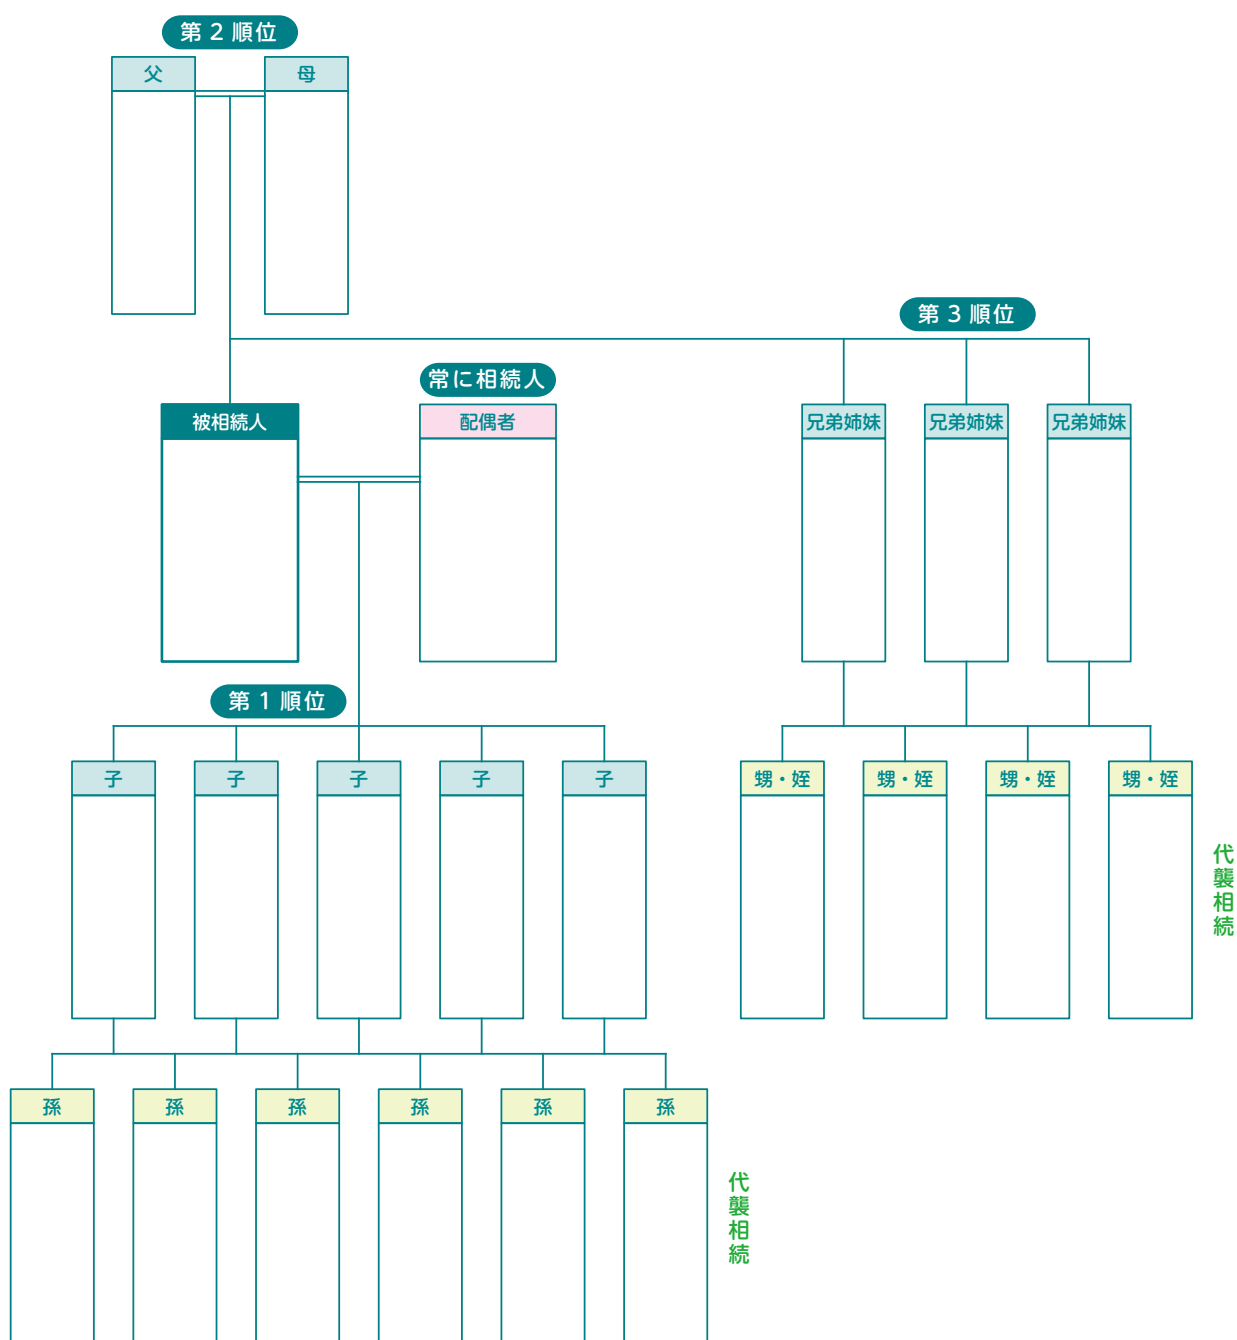 第2順位
父
母
第3順位
常に相続人
被相続人
配偶者
兄弟姉妹
兄弟姉妹
兄弟姉妹
第1順位
子
子
子
子
子
甥・姪
甥・姪
甥・姪
甥・姪
代襲相続
孫
孫
孫
孫
孫
孫
代襲相続